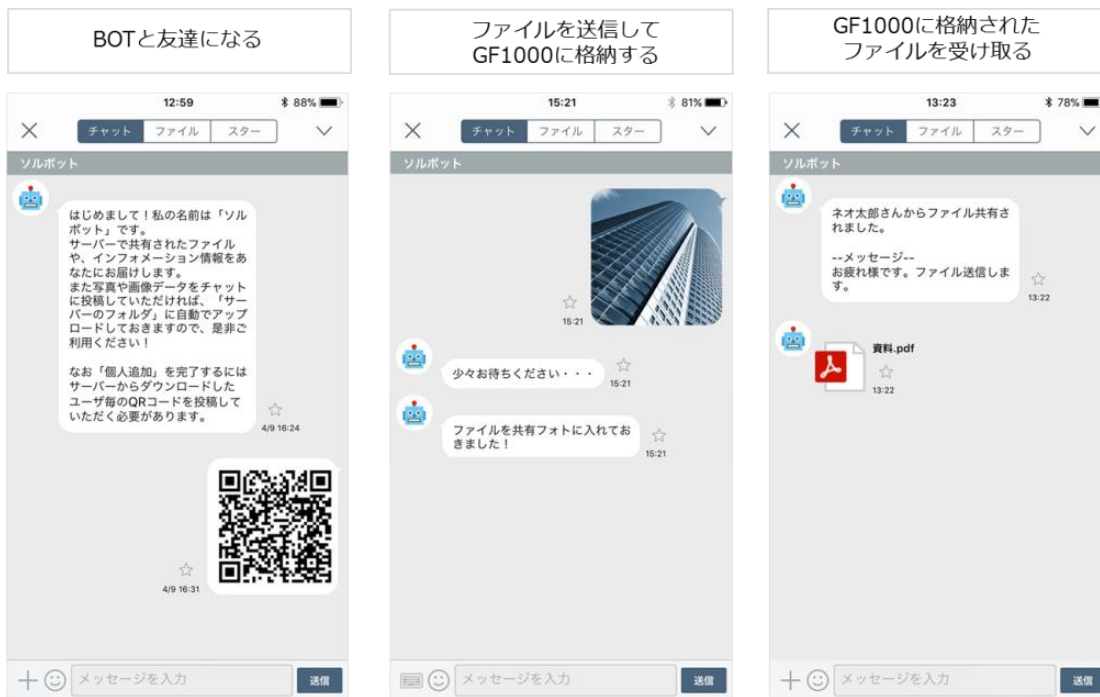 BOTと友達になる
12:59
88%
チャット
ファイル
スター
ソルボット
はじめまして！私の名前は「ソル
ボット」です。
サーバーで共有されたファイル
や、インフォメーション情報をあ
なたにお届けします。
また写真や画像データをチャット
に投稿していただければ、「サー
バーのフォルダ」に自動でアップ
ロードしておきますので、是非ご
利用ください！
なお「個人追加」を完了するには
サーバーからダウンロードした
ユーザ毎のQRコードを投稿して
いただく必要があります。
4/9 16:24
4/9 16:31
メッセージを入力
送信
ファイルを送信して
GF1000に格納する
15:21
81%
チャット
ファイル
スター
ソルボット
15:21
少々お待ちください・・・
15:21
ファイルを共有フォトに入れてお
きました！
15:21
メッセージを入力
送信
GF1000に格納された
ファイルを受け取る
13:23
78%
チャット
ファイル
スター
ソルボット
ネオ太郎さんからファイル共有さ
れました。
--メッセージ--
お疲れ様です。ファイル送信しま
す。
13:22
資料.pdf
13:22
メッセージを入力
送信